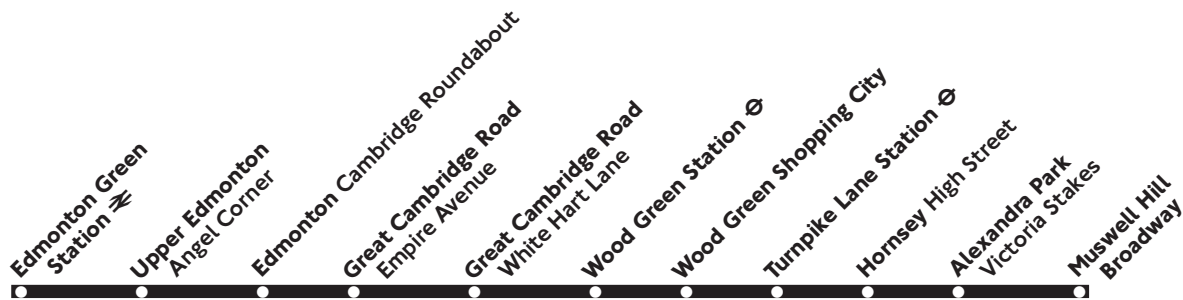 Edmonton Green
Station
Upper Edmonton
Angel Corner
Edmonton Cambridge Roundabout
Great Cambridge Road
Empire Avenue
Great Cambridge Road
White Hart Lane
Wood Green Station
Wood Green Shopping City
Turnpike Lane Station
Hornsey High Street
Alexandra Park
Victoria Stakes
Muswell Hill
Broadway